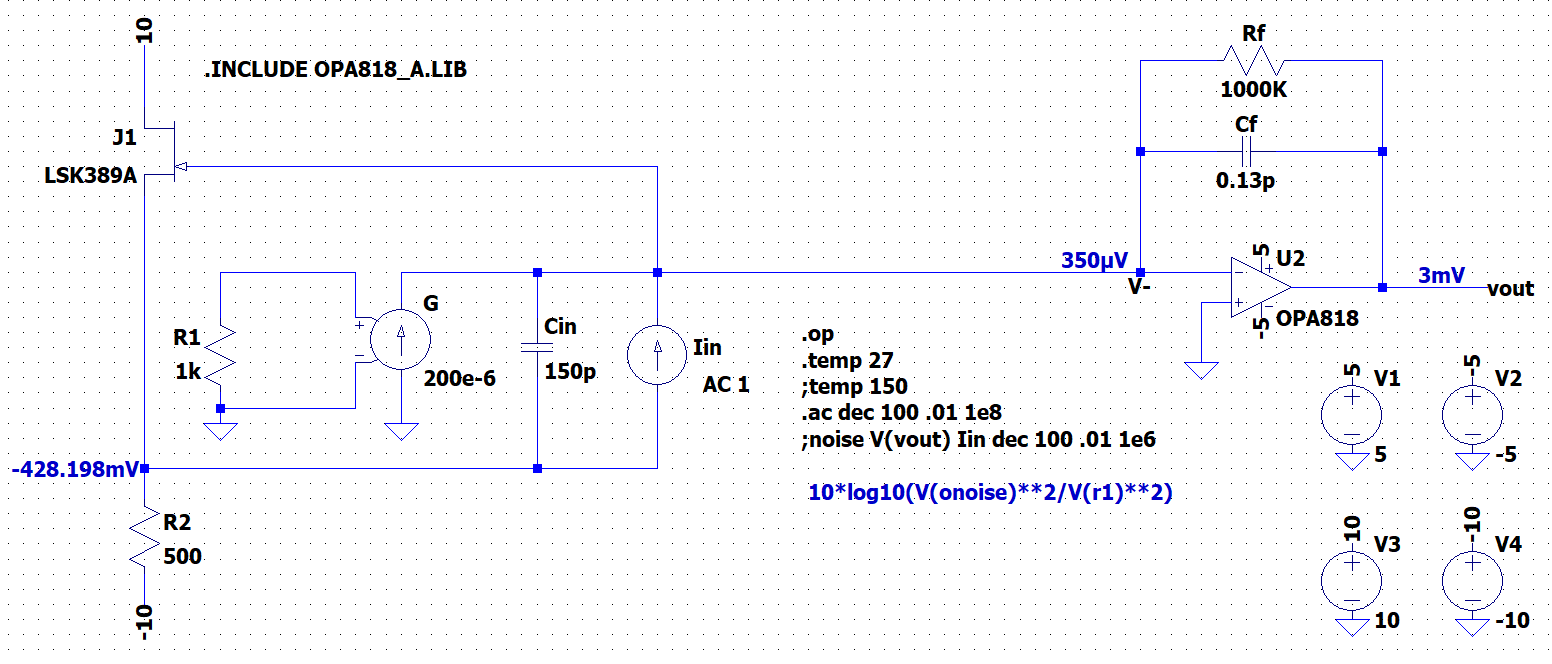 10
.INCLUDE OPA818_A.LIB
J1
LSK389A
Rf
1000K
Cf
0.13p
350µV
V-
5
U2
-5
OPA818
3mV
vout
G
R1
1k
200e-6
Cin
150p
Iin
AC 1
.op
.temp 27
;temp 150
.ac dec 100 .01 1e8
;noise V(vout) Iin dec 100 .01 1e6
10*log10(V(onoise)**2/V(r1)**2)
5
V1
5
-5
V2
-5
-428.198mV
R2
500
-10
10
V3
10
-10
V4
-10